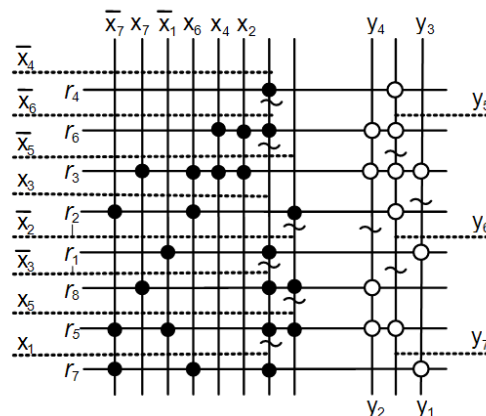 x̅₇ x₇ x̅₁ x₆ x₄ x₂ y₄ y₃
x̅₄
r₄
x̅₆ y₅
r₆
x̅₅
r₃
x₃
r₂
x̅₂ y₆
r₁
x̅₃
r₈
x₅
r₅
x₁ y₇
r₇
y₂ y₁